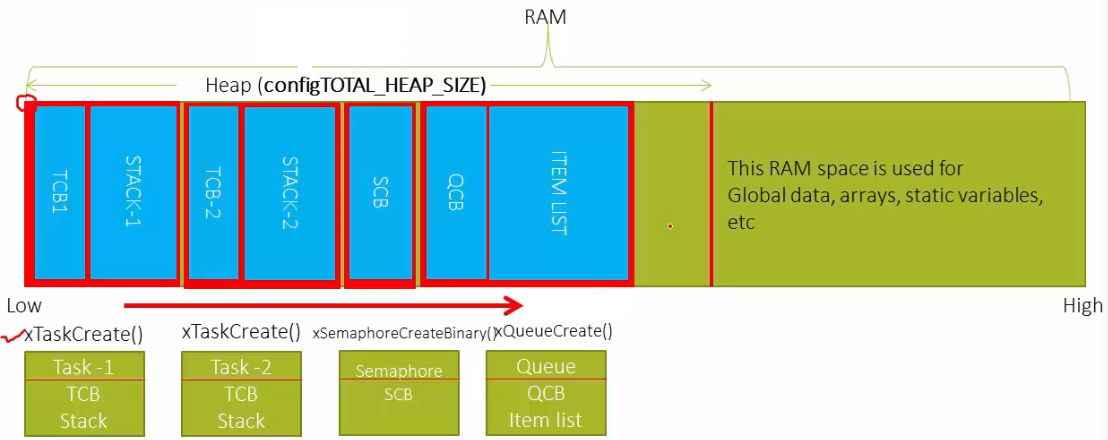 RAM
Heap (configTOTAL_HEAP_SIZE)
TCB1
STACK-1
TCB-2
STACK-2
SCB
QCB
ITEM LIST
This RAM space is used for
Global data, arrays, static variables,
etc
Low
High
xTaskCreate()
xTaskCreate()
xSemaphoreCreateBinary()
xQueueCreate()
Task -1
TCB
Stack
Task -2
TCB
Stack
Semaphore
SCB
Queue
QCB
Item list